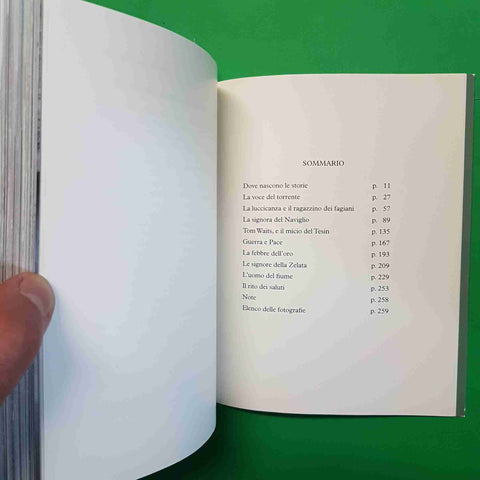 SOMMARIO
Dove nascono le storie p. 11
La voce del torrente p. 27
La luccicanza e il ragazzino dei fagiani p. 57
La signora del Naviglio p. 89
Tom Waits, e il micio del Tesin p. 135
Guerra e Pace p. 167
La febbre dell'oro p. 193
Le signore della Zelata p. 209
L'uomo del fiume p. 229
Il rito dei saluti p. 253
Note p. 258
Elenco delle fotografie p. 259